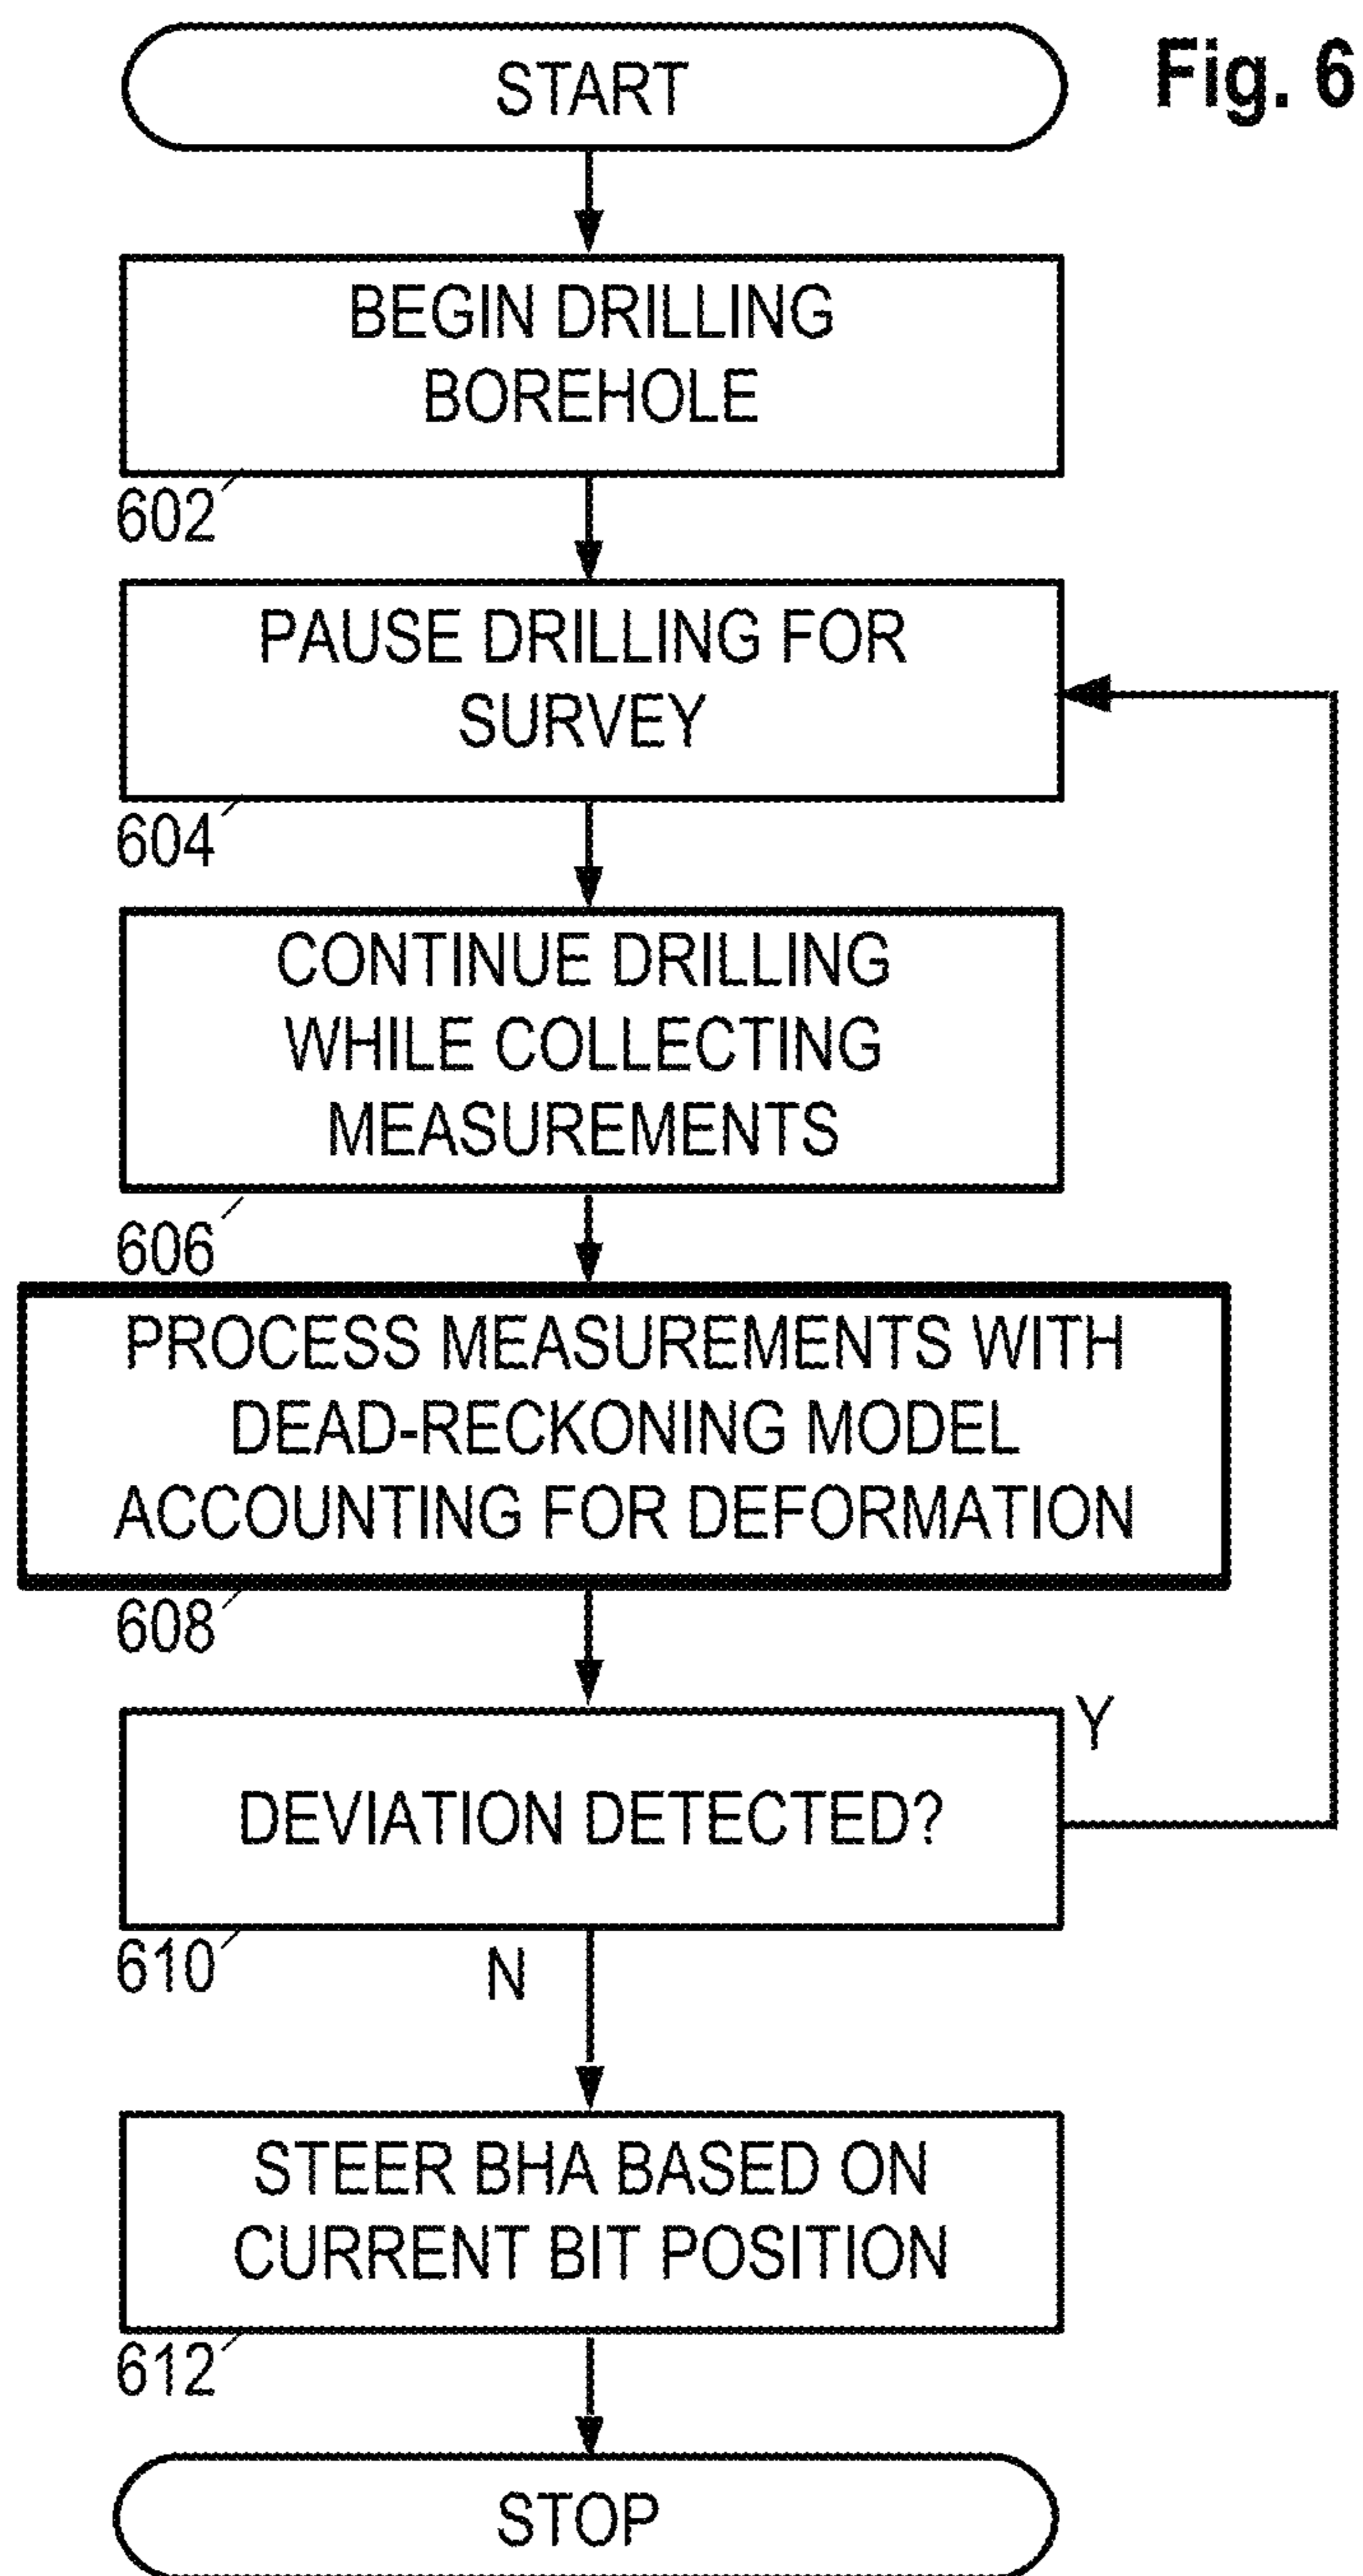 START
Fig. 6
BEGIN DRILLING
BOREHOLE
602
PAUSE DRILLING FOR
SURVEY
604
CONTINUE DRILLING
WHILE COLLECTING
MEASUREMENTS
606
PROCESS MEASUREMENTS WITH
DEAD-RECKONING MODEL
ACCOUNTING FOR DEFORMATION
608
Y
DEVIATION DETECTED?
610
N
STEER BHA BASED ON
CURRENT BIT POSITION
612
STOP